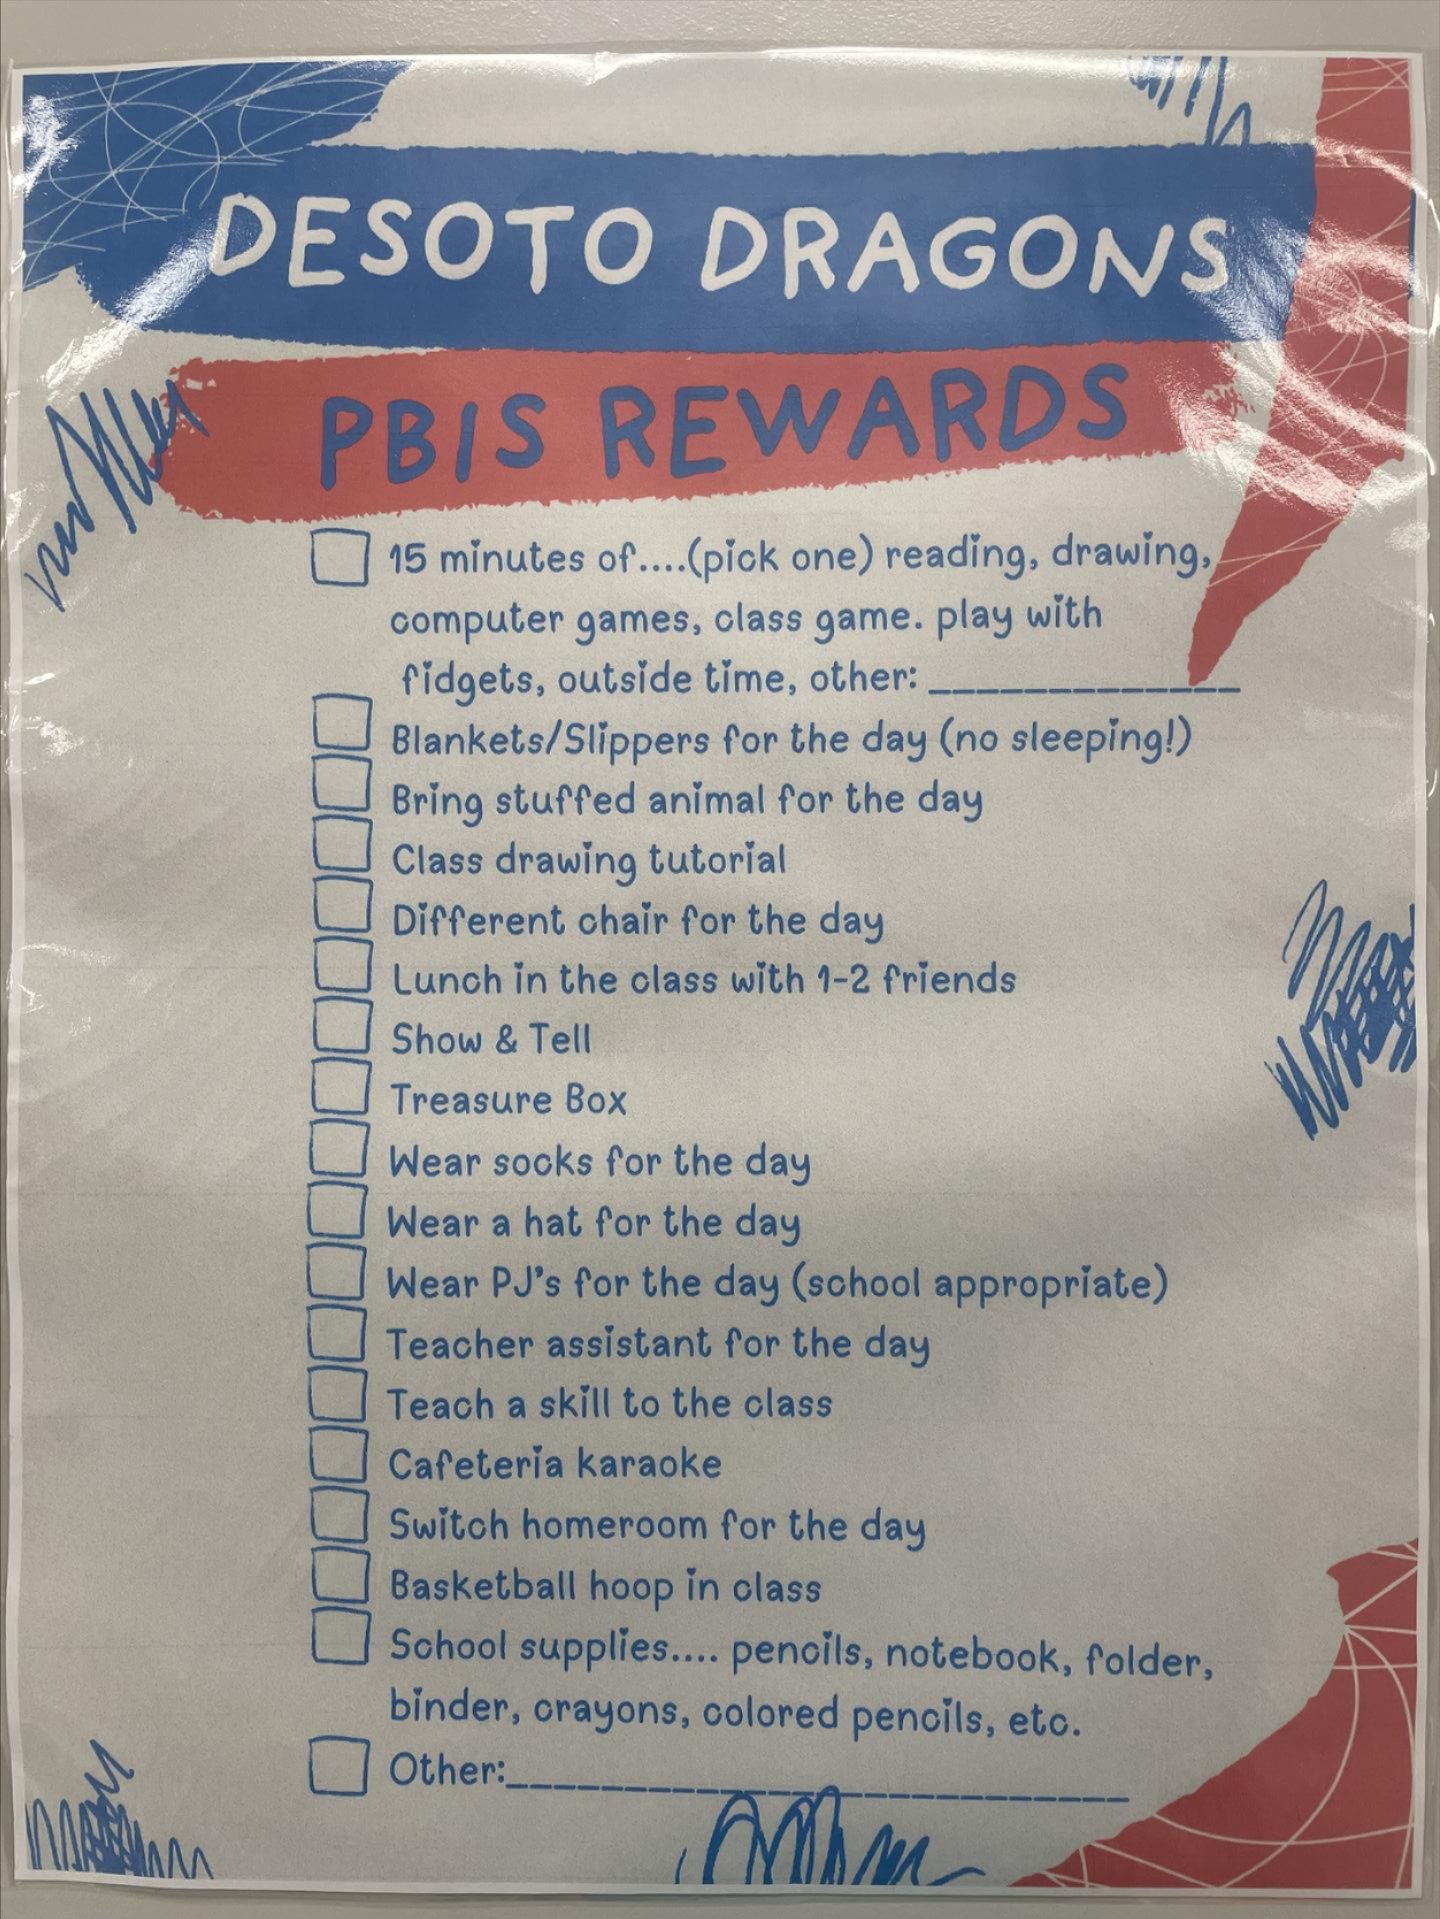 DESOTO DRAGONS
PBIS REWARDS
15 minutes of....(pick one) reading, drawing,
computer games, class game. play with
fidgets, outside time, other: _____________
Blankets/Slippers for the day (no sleeping!)
Bring stuffed animal for the day
Class drawing tutorial
Different chair for the day
Lunch in the class with 1-2 friends
Show & Tell
Treasure Box
Wear socks for the day
Wear a hat for the day
Wear PJ's for the day (school appropriate)
Teacher assistant for the day
Teach a skill to the class
Cafeteria karaoke
Switch homeroom for the day
Basketball hoop in class
School supplies.... pencils, notebook, folder,
binder, crayons, colored pencils, etc.
Other:__________________________